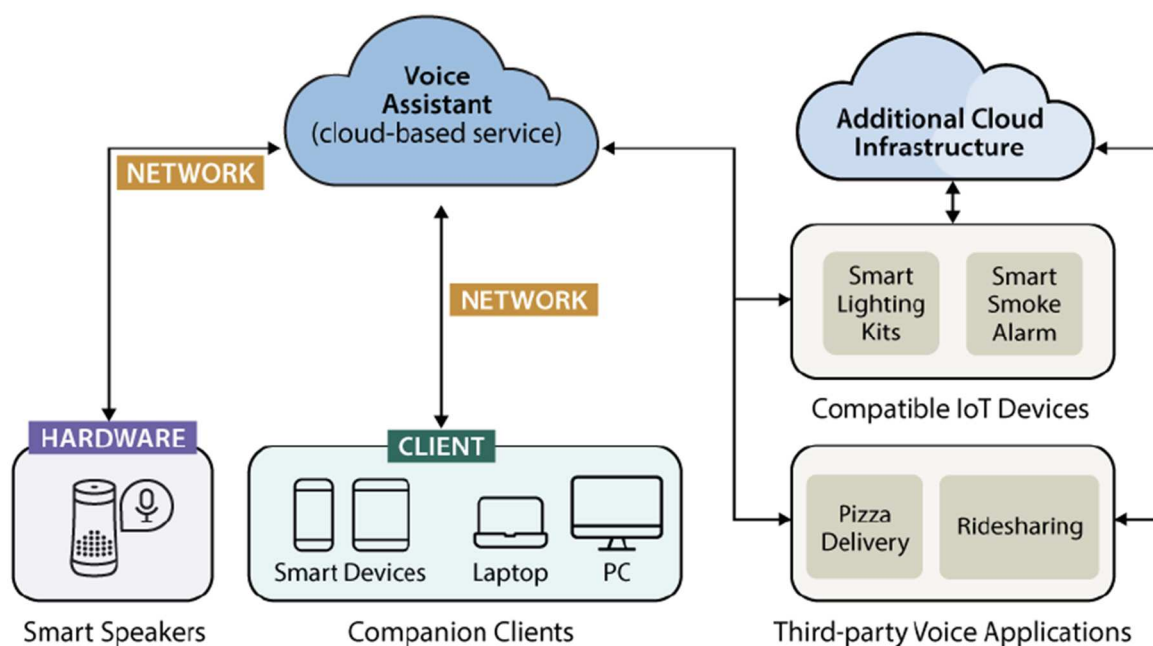 Voice
Assistant
(cloud-based service)
Additional Cloud
Infrastructure
NETWORK
NETWORK
Smart
Lighting
Kits
Smart
Smoke
Alarm
Compatible IoT Devices
HARDWARE
Smart Speakers
CLIENT
Smart Devices
Laptop
PC
Companion Clients
Pizza
Delivery
Ridesharing
Third-party Voice Applications